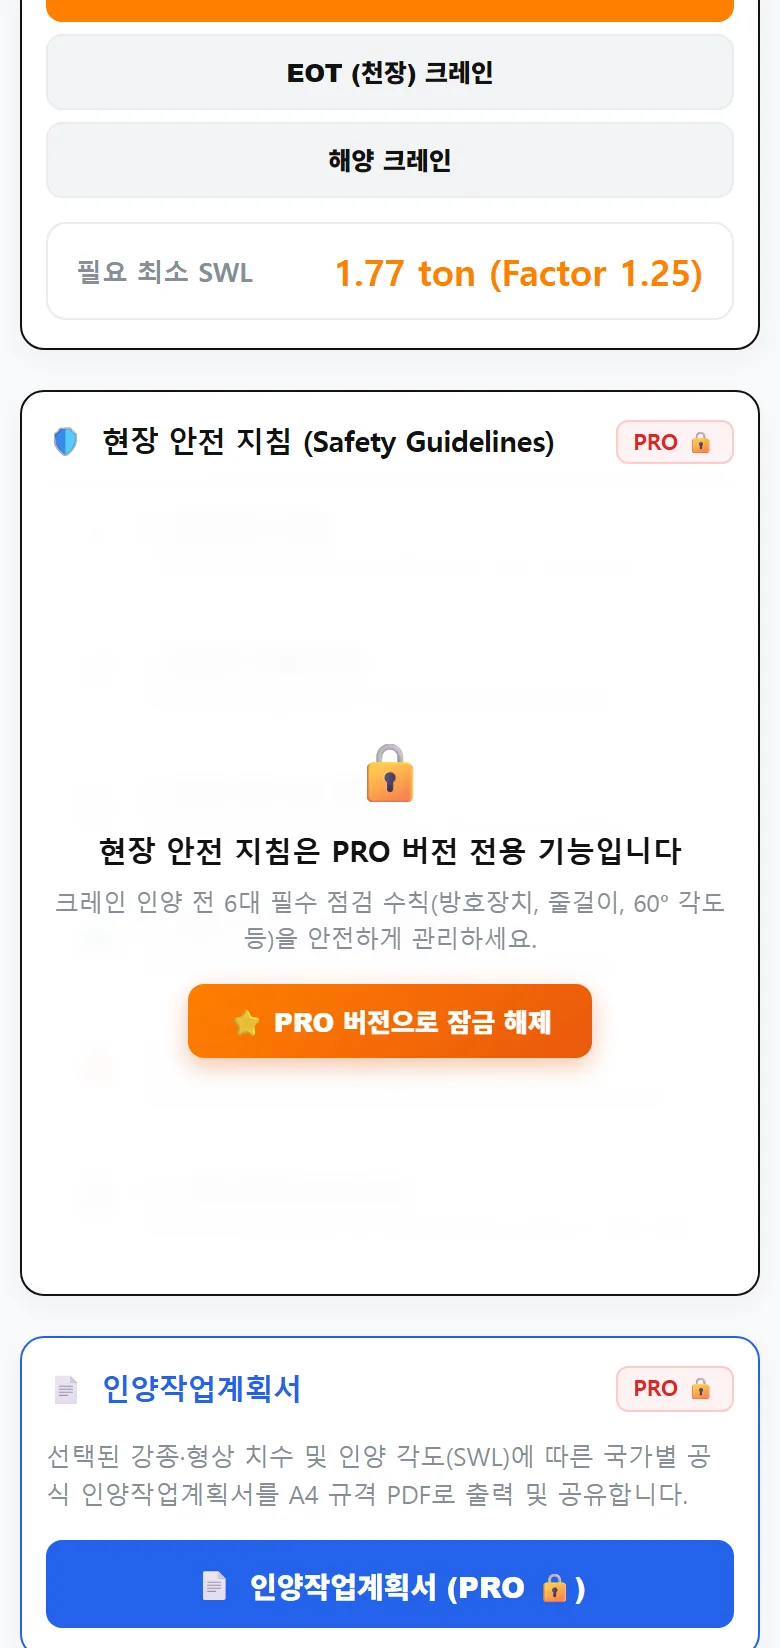 EOT (천장) 크레인
해양 크레인
필요 최소 SWL 1.77 ton (Factor 1.25)
현장 안전 지침 (Safety Guidelines) PRO
현장 안전 지침은 PRO 버전 전용 기능입니다
크레인 인양 전 6대 필수 점검 수칙(방호장치, 줄걸이, 60° 각도
등)을 안전하게 관리하세요.
PRO 버전으로 잠금 해제
인양작업계획서 PRO
선택된 강종·형상 치수 및 인양 각도(SWL)에 따른 국가별 공
식 인양작업계획서를 A4 규격 PDF로 출력 및 공유합니다.
인양작업계획서 (PRO 🔒)